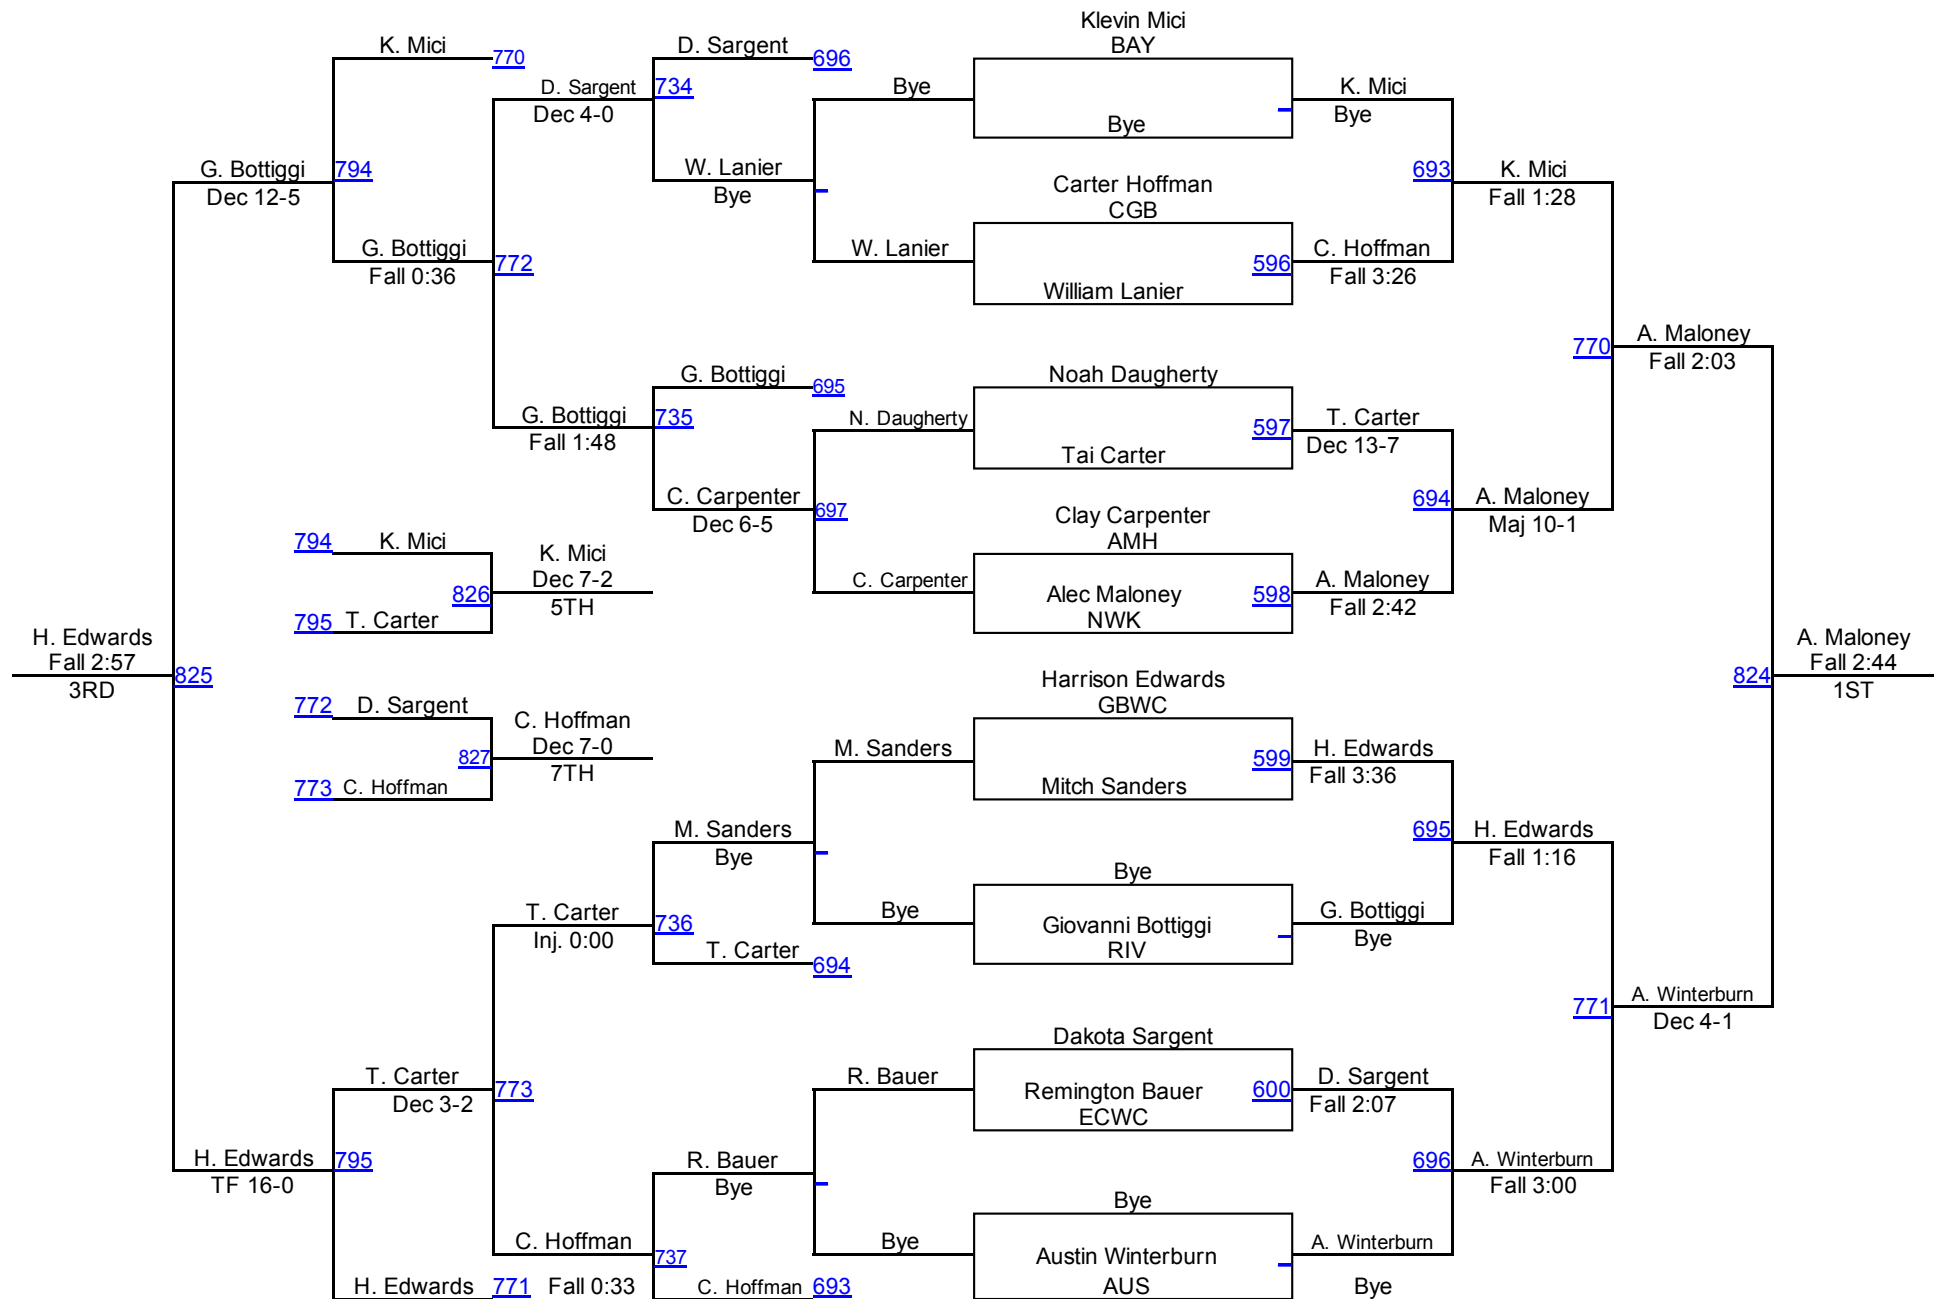 Klevin Mici
K. Mici
D. Sargent
BAY
770
696
D. Sargent
734
Bye
K. Mici
Dec 4-0
Bye
Bye
G. Bottiggi
794
W. Lanier
693
K. Mici
Dec 12-5
Bye
Carter Hoffman
Fall 1:28
CGB
G. Bottiggi
W. Lanier
C. Hoffman
772
596
Fall 0:36
Fall 3:26
William Lanier
770
A. Maloney
Fall 2:03
G. Bottiggi
695
Noah Daugherty
G. Bottiggi
735
N. Daugherty
597
T. Carter
Fall 1:48
Dec 13-7
Tai Carter
C. Carpenter
697
694
A. Maloney
Dec 6-5
Clay Carpenter
Maj 10-1
794
K. Mici
AMH
K. Mici
Dec 7-2
C. Carpenter
A. Maloney
826
Alec Maloney
598
5TH
Fall 2:42
795
T. Carter
NWK
H. Edwards
A. Maloney
Fall 2:57
Fall 2:44
825
824
3RD
1ST
Harrison Edwards
772
D. Sargent
GBWC
C. Hoffman
Dec 7-0
M. Sanders
H. Edwards
827
599
7TH
Fall 3:36
773
C. Hoffman
Mitch Sanders
M. Sanders
695
H. Edwards
Bye
Fall 1:16
Bye
T. Carter
Bye
G. Bottiggi
736
Giovanni Bottiggi
Inj. 0:00
Bye
T. Carter
694
RIV
771
A. Winterburn
Dec 4-1
Dakota Sargent
T. Carter
R. Bauer
D. Sargent
773
Remington Bauer
600
Dec 3-2
Fall 2:07
ECWC
H. Edwards
795
R. Bauer
696
A. Winterburn
TF 16-0
Bye
Fall 3:00
Bye
C. Hoffman
Bye
A. Winterburn
737
Austin Winterburn
H. Edwards
771
Fall 0:33
C. Hoffman
693
AUS
Bye